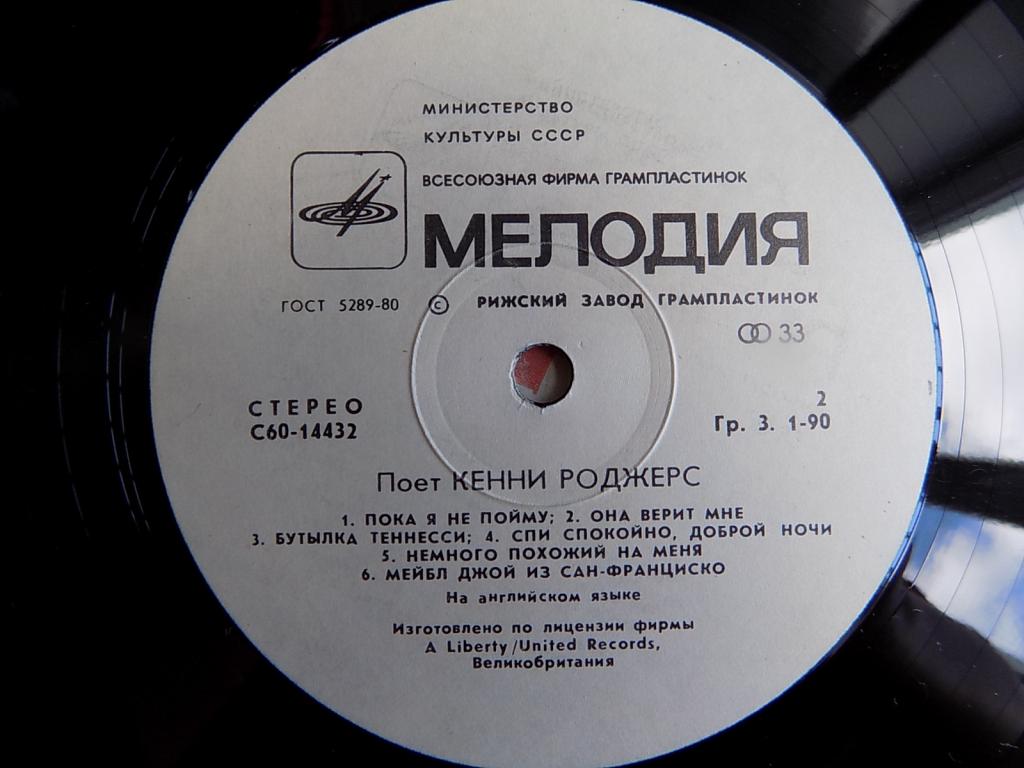 МИНИСТЕРСТВО
КУЛЬТУРЫ СССР
ВСЕСОЮЗНАЯ ФИРМА ГРАМПЛАСТИНОК
МЕЛОДИЯ
ГОСТ 5289-80 © РИЖСКИЙ ЗАВОД ГРАМПЛАСТИНОК
33
СТЕРЕО
С60-14432
2
Гр. 3. 1-90
Поет КЕННИ РОДЖЕРС
1. ПОКА Я НЕ ПОЙМУ; 2. ОНА ВЕРИТ МНЕ
3. БУТЫЛКА ТЕННЕССИ; 4. СПИ СПОКОЙНО, ДОБРОЙ НОЧИ
5. НЕМНОГО ПОХОЖИЙ НА МЕНЯ
6. МЕЙБЛ ДЖОЙ ИЗ САН-ФРАНЦИСКО
На английском языке
Изготовлено по лицензии фирмы
A Liberty/United Records,
Великобритания